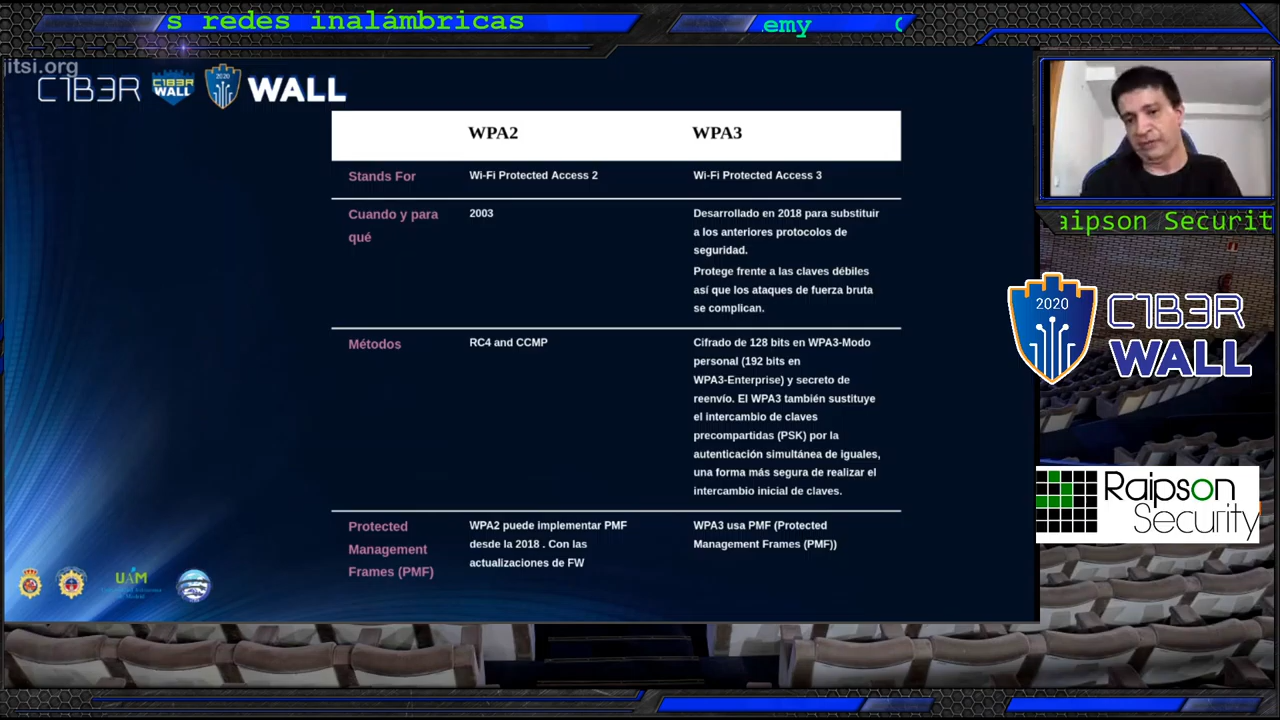 s redes inalámbricas
emy
jitsi.org
C1B3R
C1B3R
WALL
2020
WALL
WPA2 WPA3
Stands For
Wi-Fi Protected Access 2
Wi-Fi Protected Access 3
Cuando y para
qué
2003
Desarrollado en 2018 para substituir
a los anteriores protocolos de
seguridad.
Protege frente a las claves débiles
así que los ataques de fuerza bruta
se complican.
Métodos
RC4 and CCMP
Cifrado de 128 bits en WPA3-Modo
personal (192 bits en
WPA3-Enterprise) y secreto de
reenvío. El WPA3 también sustituye
el intercambio de claves
precompartidas (PSK) por la
autenticación simultánea de iguales,
una forma más segura de realizar el
intercambio inicial de claves.
Protected
Management
Frames (PMF)
WPA2 puede implementar PMF
desde la 2018 . Con las
actualizaciones de FW
WPA3 usa PMF (Protected
Management Frames (PMF))
UAM
aipson Securit
2020
C1B3R
WALL
Raipson
Security